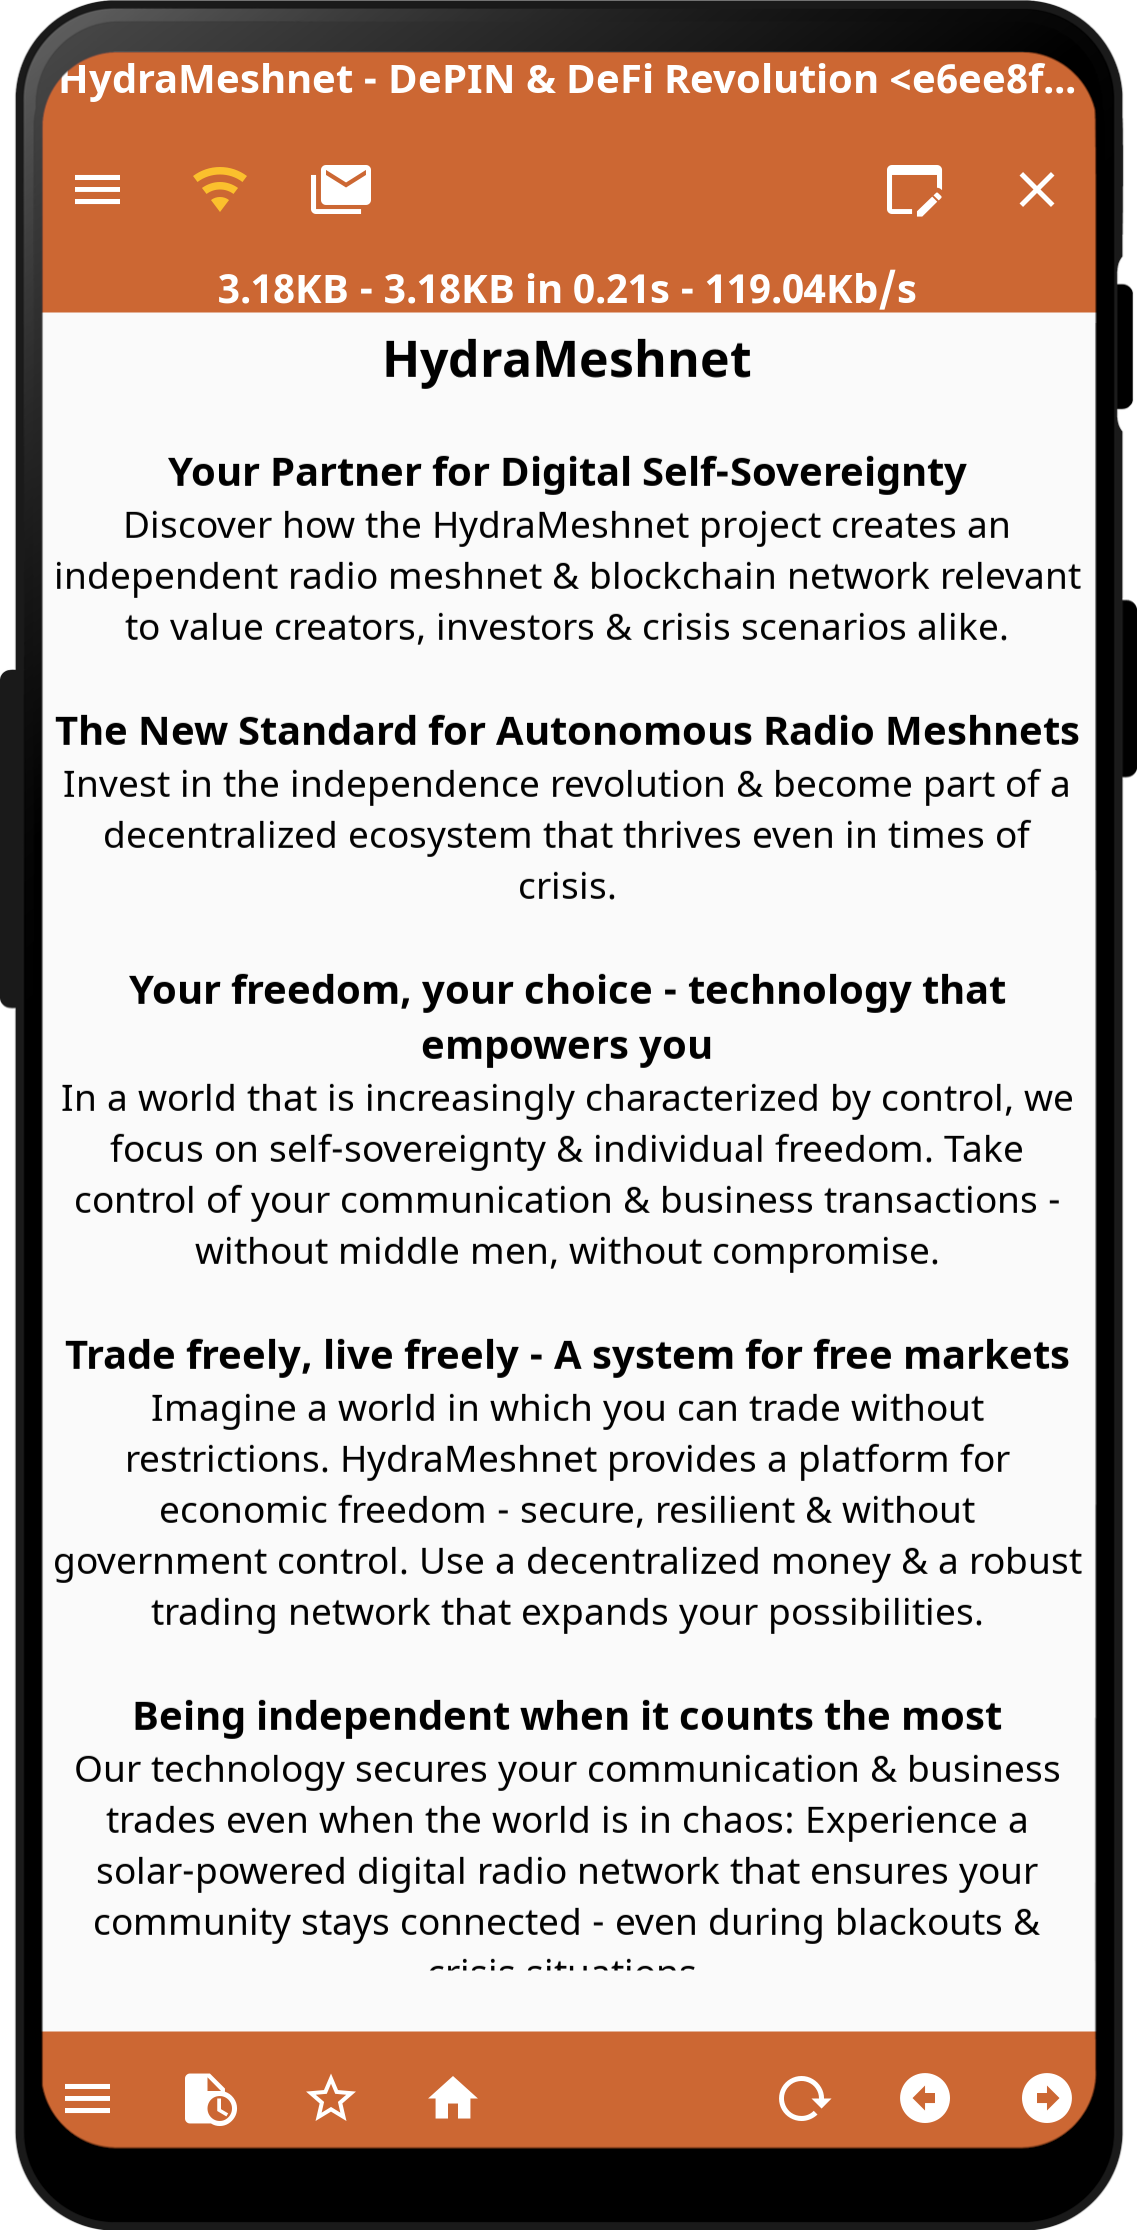 HydraMeshnet - DePIN & DeFi Revolution <e6ee8f...
3.18KB - 3.18KB in 0.21s - 119.04Kb/s
HydraMeshnet
Your Partner for Digital Self-Sovereignty
Discover how the HydraMeshnet project creates an
independent radio meshnet & blockchain network relevant
to value creators, investors & crisis scenarios alike.
The New Standard for Autonomous Radio Meshnets
Invest in the independence revolution & become part of a
decentralized ecosystem that thrives even in times of
crisis.
Your freedom, your choice - technology that
empowers you
In a world that is increasingly characterized by control, we
focus on self-sovereignty & individual freedom. Take
control of your communication & business transactions -
without middle men, without compromise.
Trade freely, live freely - A system for free markets
Imagine a world in which you can trade without
restrictions. HydraMeshnet provides a platform for
economic freedom - secure, resilient & without
government control. Use a decentralized money & a robust
trading network that expands your possibilities.
Being independent when it counts the most
Our technology secures your communication & business
trades even when the world is in chaos: Experience a
solar-powered digital radio network that ensures your
community stays connected - even during blackouts &
crisis situations